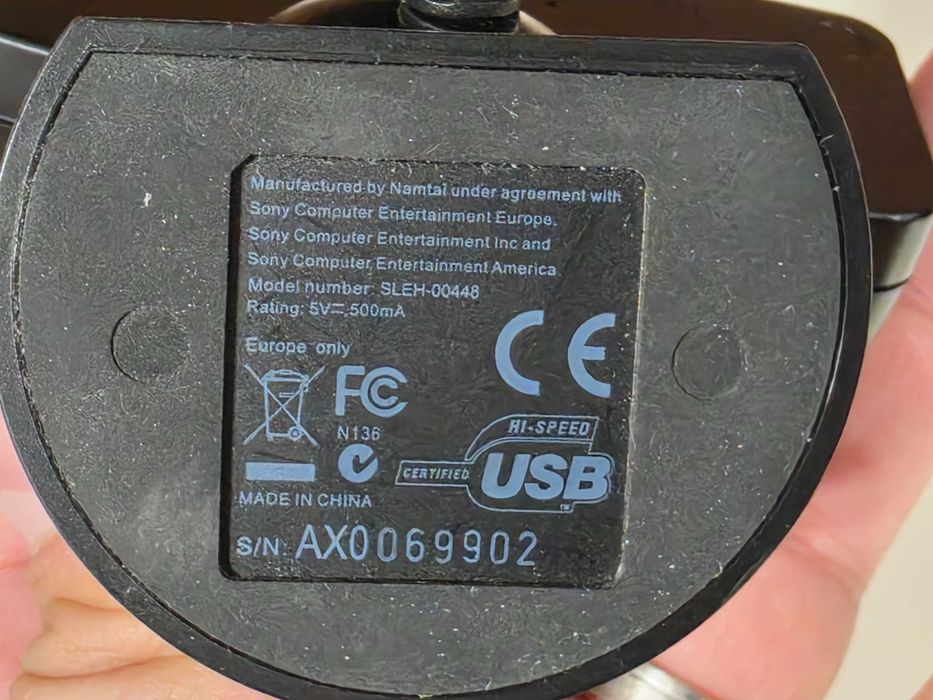 Manufactured by Namtai under agreement with
Sony Computer Entertainment Europe,
Sony Computer Entertainment Inc and
Sony Computer Entertainment America
Model number: SLEH-00448
Rating: 5V⎓ 500mA
Europe only
CE
FC
N136
HI-SPEED
CERTIFIED USB
TM
MADE IN CHINA
S/N: AX0069902